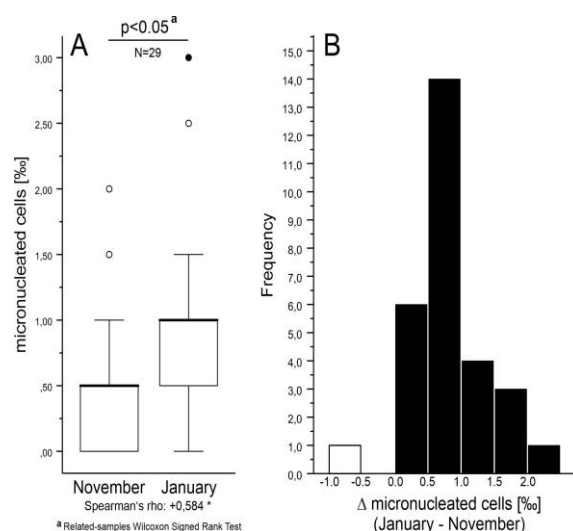 A
p<0.05 a
N=29
3,00
2,50
2,00
1,50
1,00
,50
,00
micronucleated cells [‰]
November January
Spearman's rho: +0,584 *
a Related-samples Wilcoxon Signed Rank Test
B
15,0
14,0
13,0
12,0
11,0
10,0
9,0
8,0
7,0
6,0
5,0
4,0
3,0
2,0
1,0
0,0
Frequency
-1.0 -0.5 0.0 0.5 1.0 1.5 2.0
Δ micronucleated cells [‰]
(January - November)